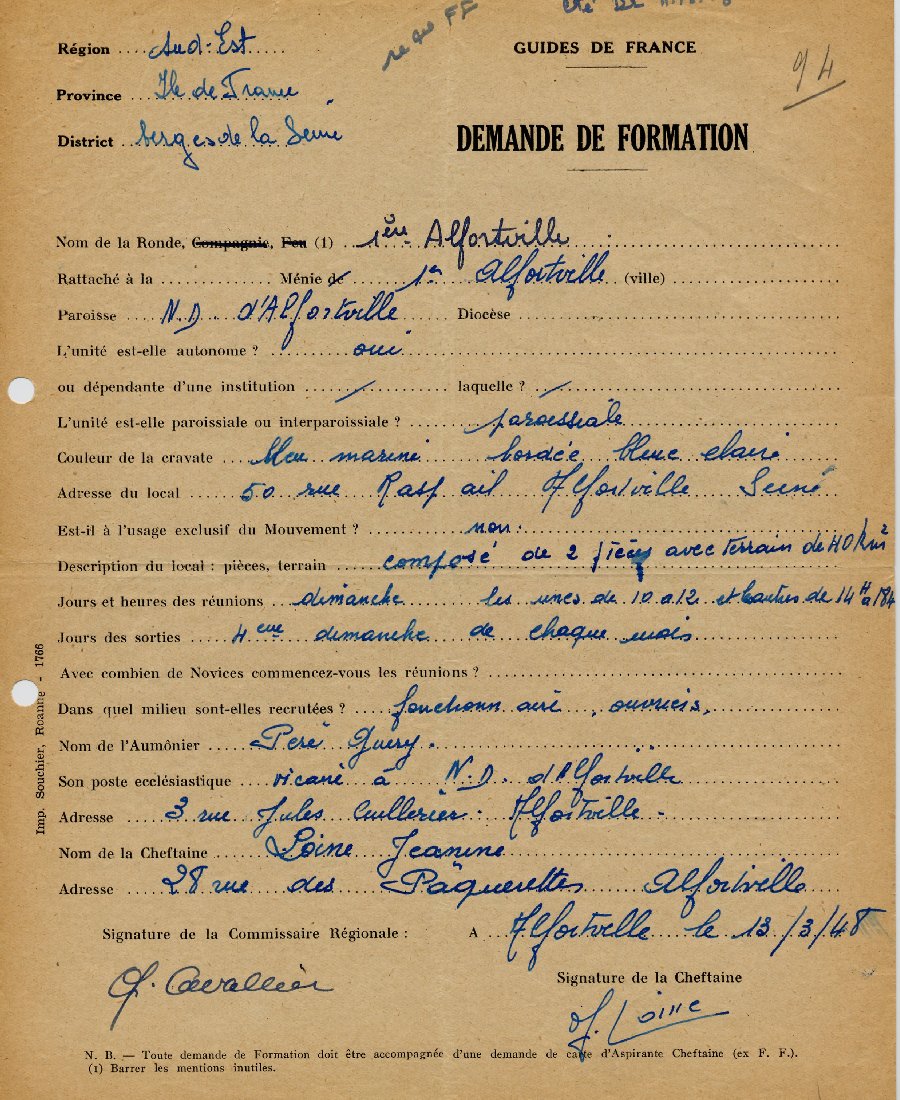 Région .... Sud-Est ......
GUIDES DE FRANCE
94
Province ... Ile de France
District .. berges de la Seine
DEMANDE DE FORMATION
Nom de la Ronde, Compagnie, Feu (1) .. 1ère Alfortville ......
Rattaché à la .............. Ménie de ...... 1e Alfortville .. (ville) ......
Paroisse .... N.D. d'Alfortville ...... Diocèse ......
L'unité est-elle autonome ? ...... oui ......
ou dépendante d'une institution ...... / ...... laquelle ? .. / ......
L'unité est-elle paroissiale ou interparoissiale ? ...... paroissiale
Couleur de la cravate ... bleu marine bordée bleue claire
Adresse du local ...... 50 rue Raspail Alfortville Seine
Est-il à l'usage exclusif du Mouvement ? ...... non. ......
Description du local : pièces, terrain ...... composé de 2 pièces avec terrain de 40 km²
Jours et heures des réunions ... dimanche les unes de 10 a 12 et bautres de 14H a 18H
Jours des sorties ..... 4eme dimanche de chaque mois ......
Avec combien de Novices commencez-vous les réunions ? ......
Dans quel milieu sont-elles recrutées ? .... fonctionnaire, ouvriers, ......
Nom de l'Aumônier .... Père Guery. ......
Son poste ecclésiastique ...... vicaire à N.D. d'Alfortville
Adresse ...... 3 rue Jules Cuillerier. Alfortville -
Nom de la Cheftaine ...... Loine Jeanine ......
Adresse ...... 28 rue des Pâquerettes Alfortville ....
Signature de la Commissaire Régionale :
A ... Alfortville le 13/3/48
Signature de la Cheftaine
J. Cavallier
J. Loine
N. B. — Toute demande de Formation doit être accompagnée d'une demande de carte d'Aspirante Cheftaine (ex F. F.).
(1) Barrer les mentions inutiles.
Imp. Souchier, Roanne - 1766